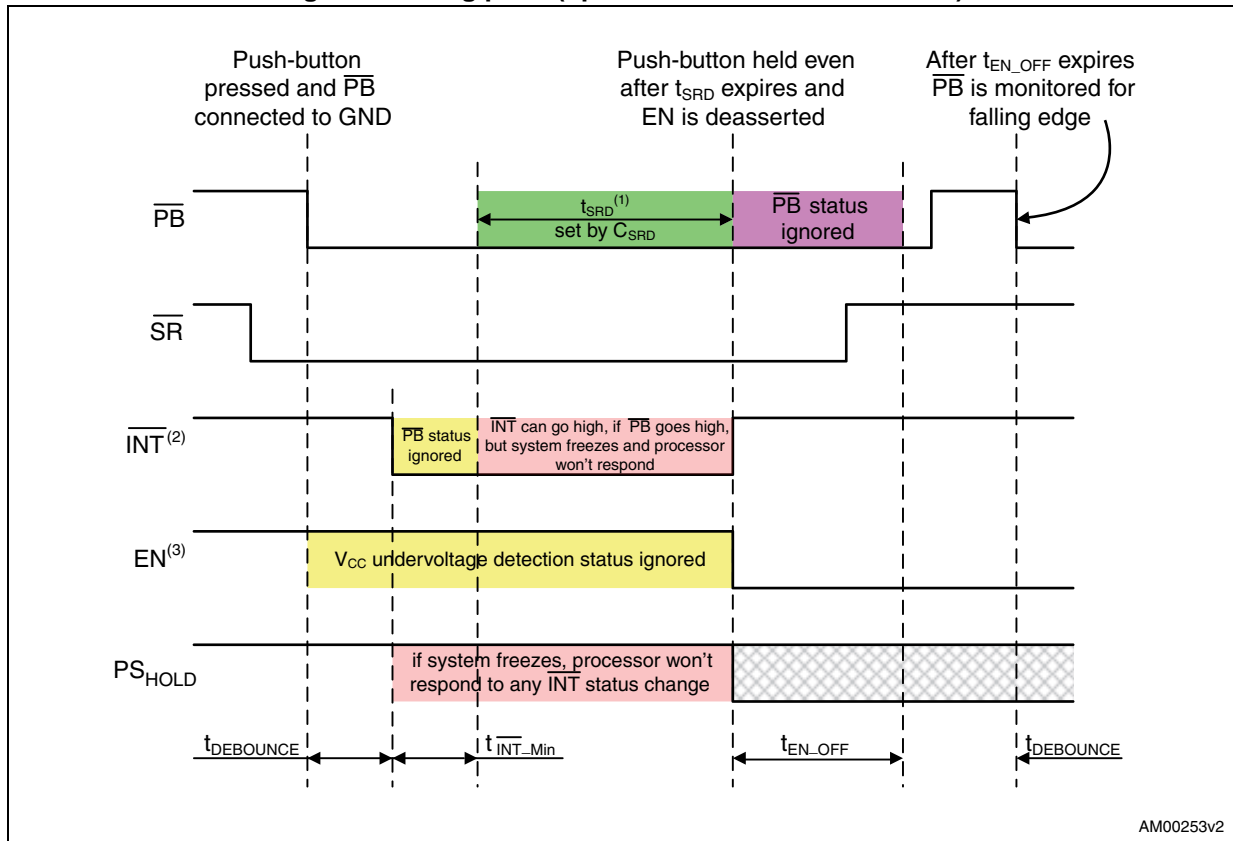 Push-button
pressed and PB
connected to GND
Push-button held even
after tSRD expires and
EN is deasserted
After tEN_OFF expires
PB is monitored for
falling edge
PB
tSRD(1)
set by CSRD
PB status
ignored
SR
INT(2)
PB status
ignored
INT can go high, if PB goes high,
but system freezes and processor
won't respond
EN(3)
VCC undervoltage detection status ignored
PSHOLD
if system freezes, processor won't
respond to any INT status change
tDEBOUNCE
tINT_Min
tEN_OFF
tDEBOUNCE
AM00253v2